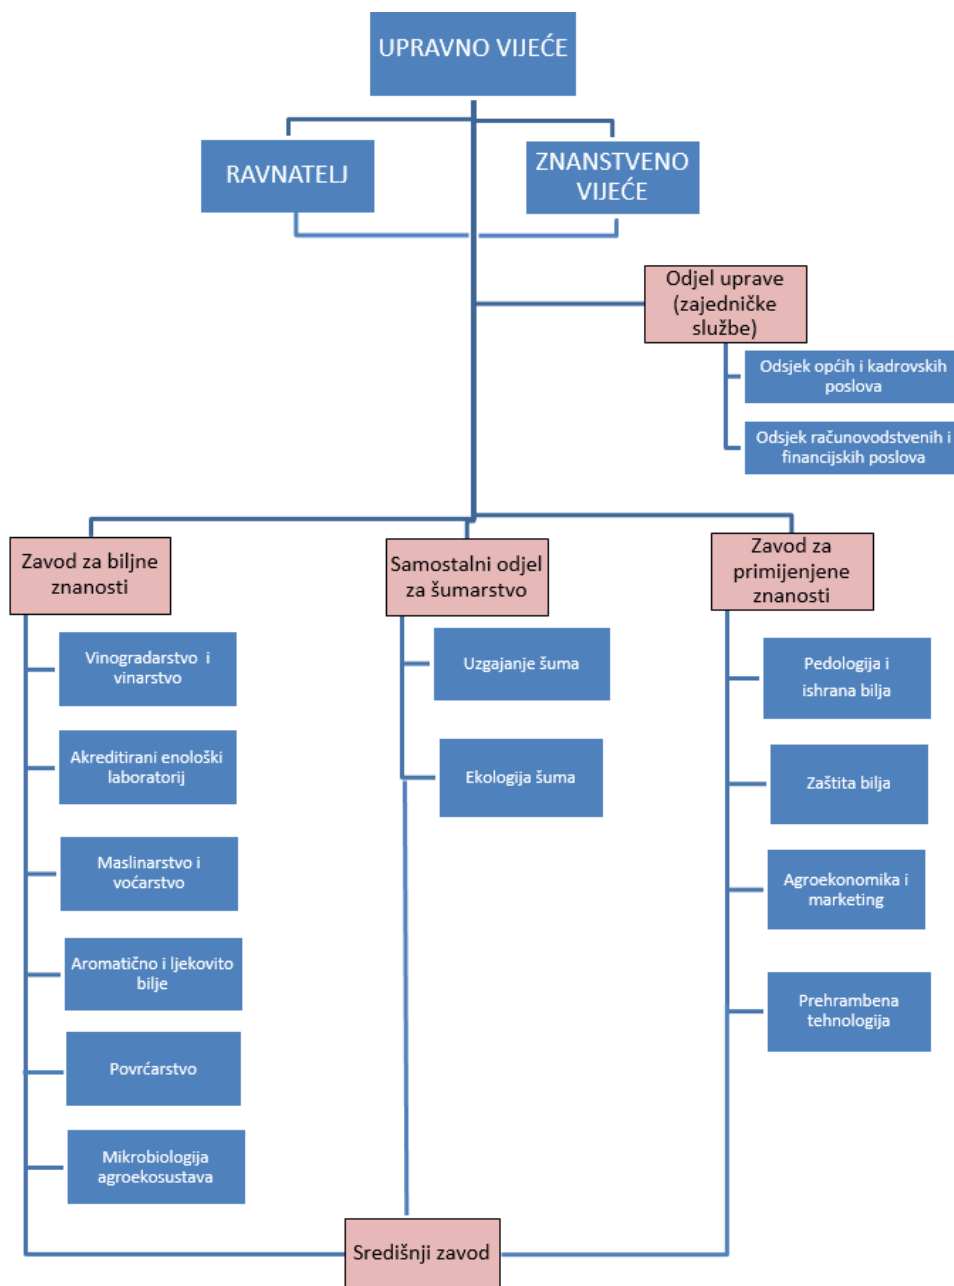 UPRAVNO VIJEĆE
RAVNATELJ
ZNANSTVENO
VIJEĆE
Odjel uprave
(zajedničke
službe)
Odsjek općih i kadrovskih
poslova
Odsjek računovodstvenih i
financijskih poslova
Zavod za biljne
znanosti
Vinogradarstvo i
vinarstvo
Akreditirani enološki
laboratorij
Maslinarstvo i
voćarstvo
Aromatično i ljekovito
bilje
Povrćarstvo
Mikrobiologija
agroekosustava
Samostalni odjel
za šumarstvo
Uzgajanje šuma
Ekologija šuma
Zavod za
primijenjene
znanosti
Pedologija i
ishrana bilja
Zaštita bilja
Agroekonomika i
marketing
Prehrambena
tehnologija
Središnji zavod